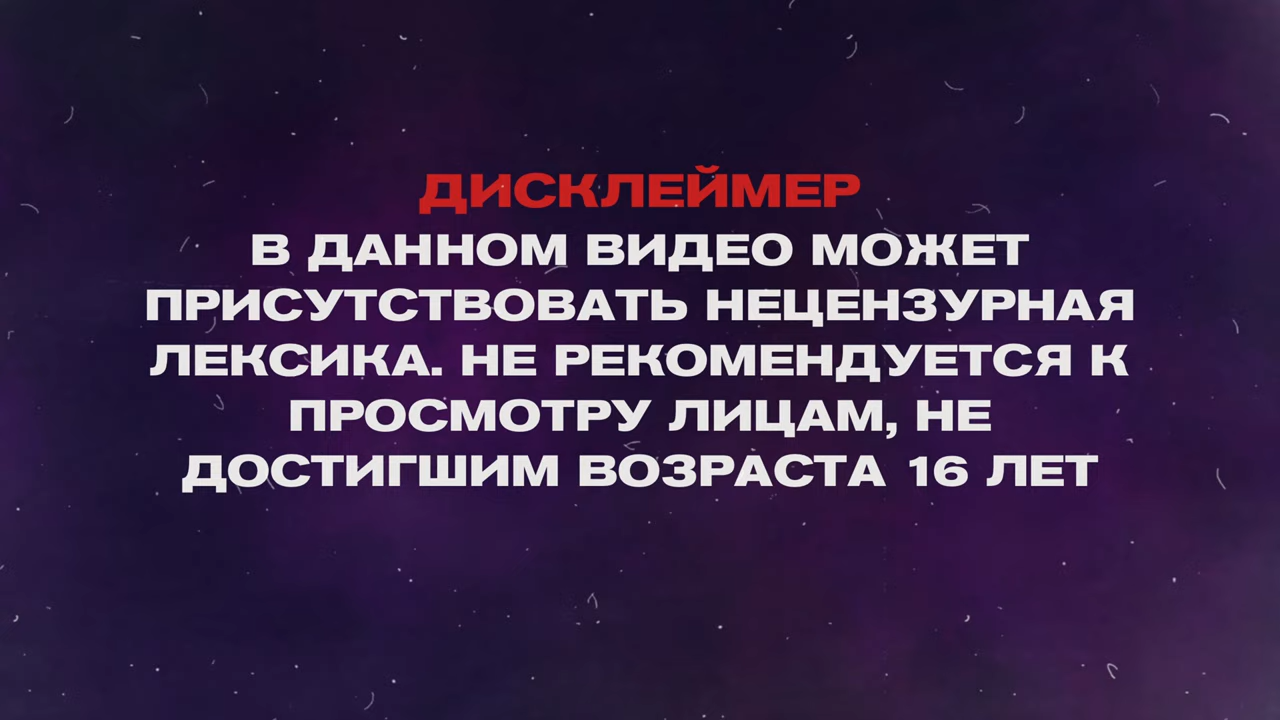 ДИСКЛЕЙМЕР
В ДАННОМ ВИДЕО МОЖЕТ
ПРИСУТСТВОВАТЬ НЕЦЕНЗУРНАЯ
ЛЕКСИКА. НЕ РЕКОМЕНДУЕТСЯ К
ПРОСМОТРУ ЛИЦАМ, НЕ
ДОСТИГШИМ ВОЗРАСТА 16 ЛЕТ